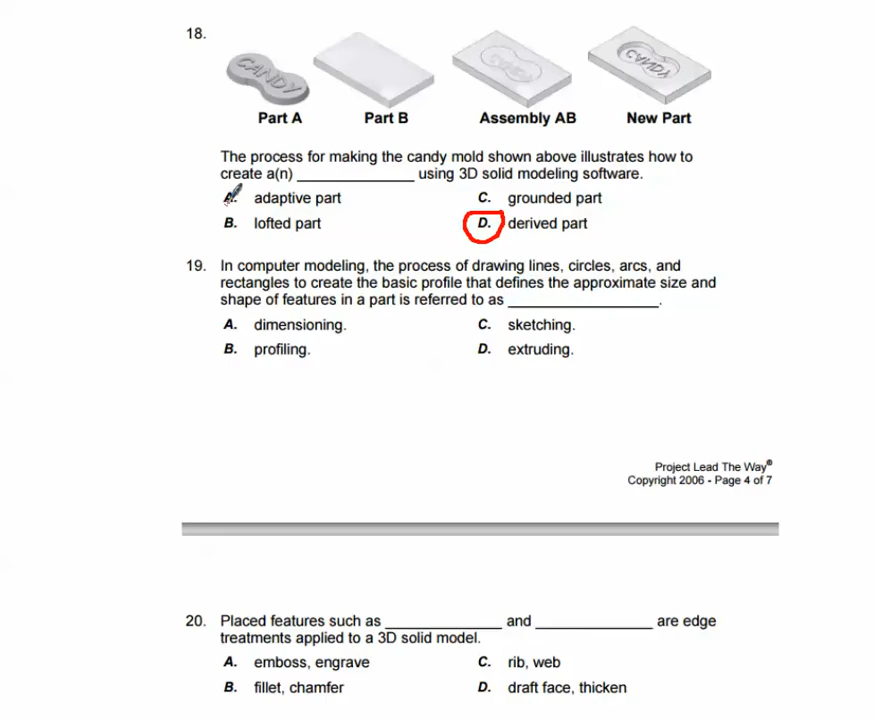 18.
CANDY
CANDY
Part A Part B Assembly AB New Part
The process for making the candy mold shown above illustrates how to
create a(n) ______________ using 3D solid modeling software.
A. adaptive part C. grounded part
B. lofted part D. derived part
19. In computer modeling, the process of drawing lines, circles, arcs, and
rectangles to create the basic profile that defines the approximate size and
shape of features in a part is referred to as __________________.
A. dimensioning. C. sketching.
B. profiling. D. extruding.
Project Lead The Way®
Copyright 2006 - Page 4 of 7
20. Placed features such as ______________ and ______________ are edge
treatments applied to a 3D solid model.
A. emboss, engrave C. rib, web
B. fillet, chamfer D. draft face, thicken